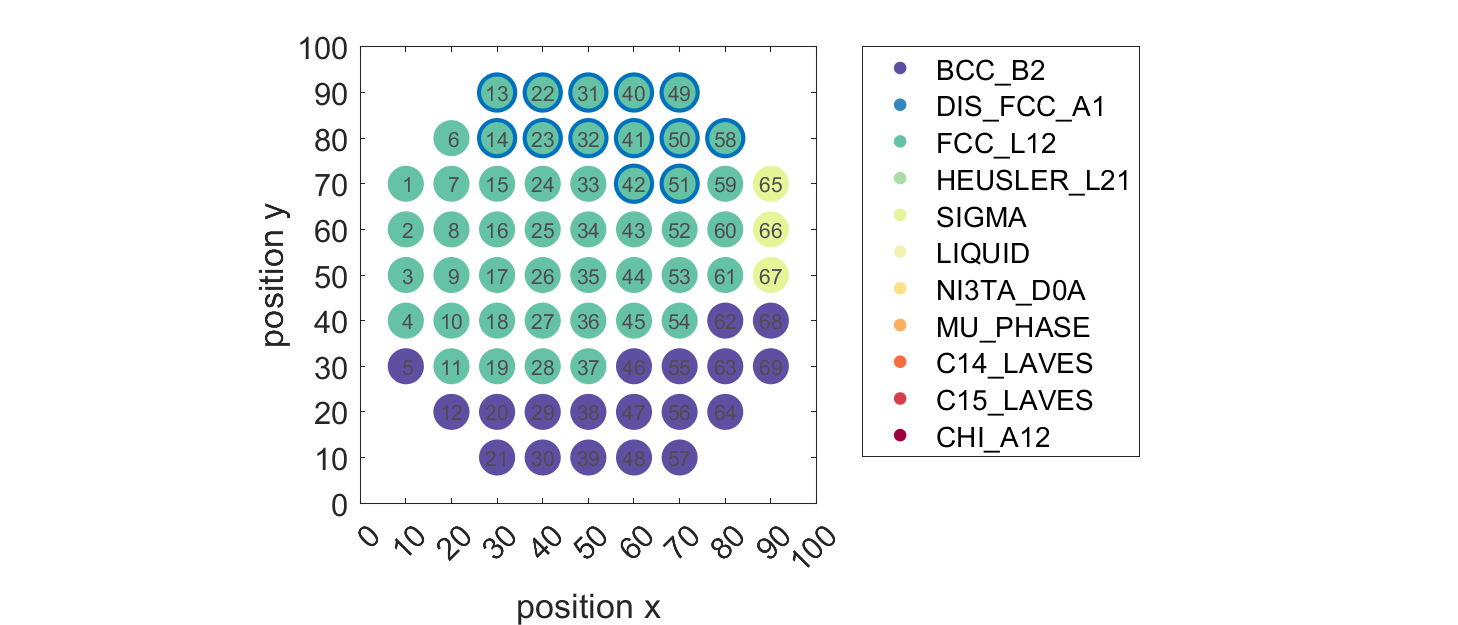 100
90
80
70
60
50
40
30
20
10
0
13 22 31 40 49
6 14 23 32 41 50 58
1 7 15 24 33 42 51 59 65
2 8 16 25 34 43 52 60 66
3 9 17 26 35 44 53 61 67
4 10 18 27 36 45 54 62 68
5 11 19 28 37 46 55 63 69
12 20 29 38 47 56 64
21 30 39 48 57
0 10 20 30 40 50 60 70 80 90 100
position x
position y
BCC_B2
DIS_FCC_A1
FCC_L12
HEUSLER_L21
SIGMA
LIQUID
NI3TA_D0A
MU_PHASE
C14_LAVES
C15_LAVES
CHI_A12